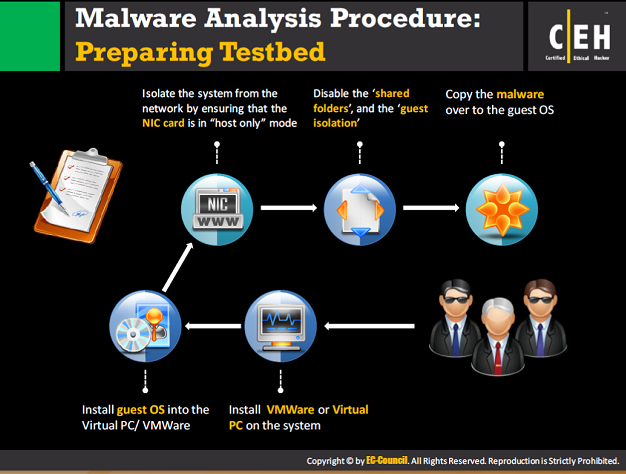 Malware Analysis Procedure:
Preparing Testbed
C|EH
Certified Ethical Hacker
Isolate the system from the
network by ensuring that the
NIC card is in “host only” mode
Disable the ‘shared
folders’, and the ‘guest
isolation’
Copy the malware
over to the guest OS
NIC
WWW
Install guest OS into the
Virtual PC/ VMWare
Install VMWare or Virtual
PC on the system
Copyright © by EC-Council. All Rights Reserved. Reproduction is Strictly Prohibited.